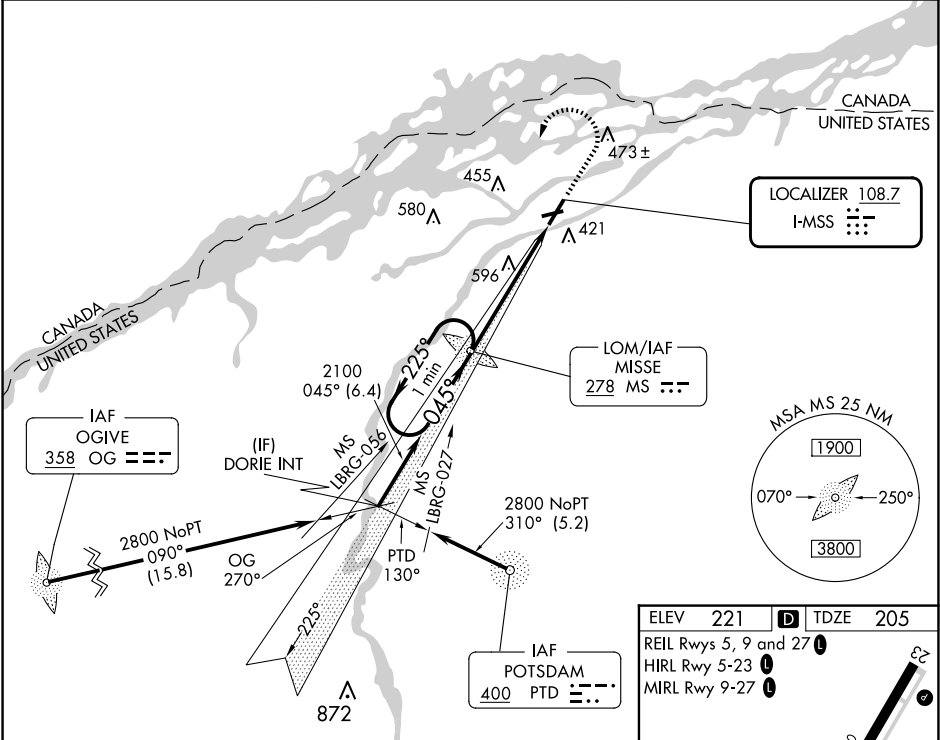 CANADA
UNITED STATES
473 ±
455
580
421
596
LOCALIZER 108.7
I-MSS
CANADA
UNITED STATES
LOM/IAF
MISSE
278 MS
225°
1 min
045°
2100
045° (6.4)
IAF
OGIVE
358 OG
(IF)
DORIE INT
MS
LBRG-056
MS
LBRG-027
2800 NoPT
310° (5.2)
2800 NoPT
090°
(15.8)
OG
270°
PTD
130°
225°
IAF
POTSDAM
400 PTD
872
MSA MS 25 NM
1900
070°
250°
3800
ELEV 221 D TDZE 205
REIL Rwys 5, 9 and 27 L
HIRL Rwy 5-23 L
MIRL Rwy 9-27 L
23